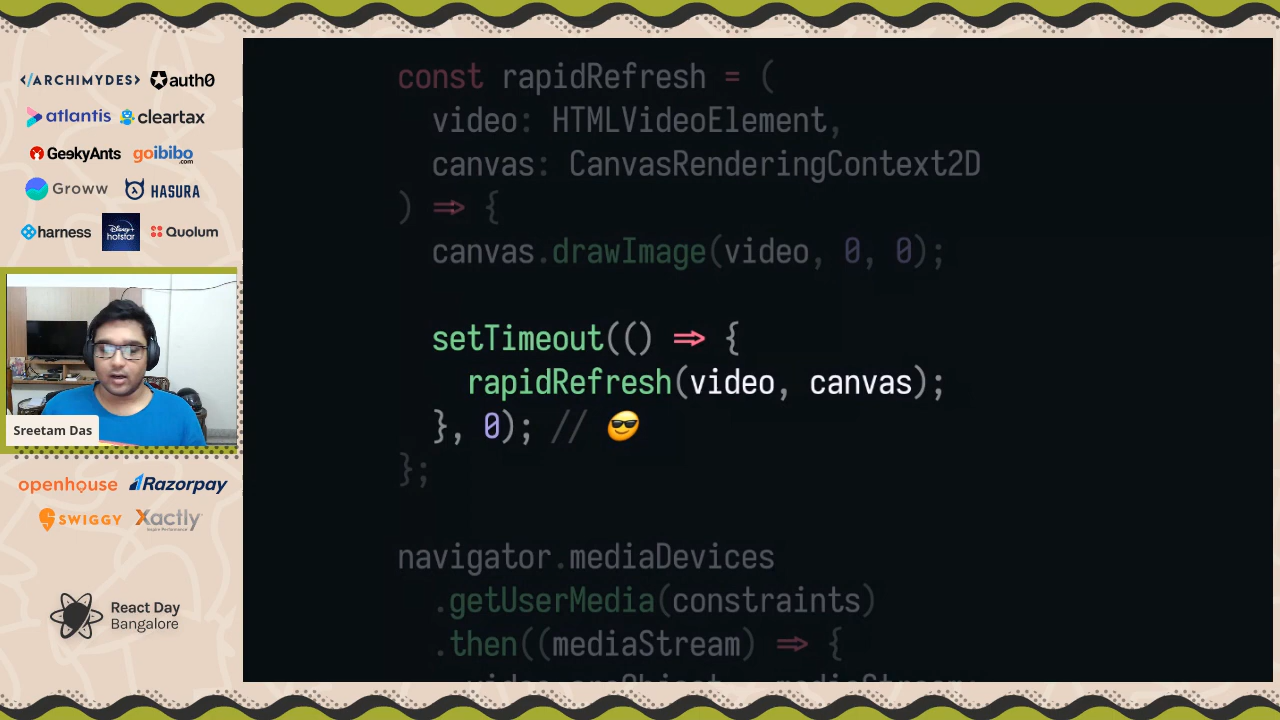 </ARCHIMYDES> auth0
atlantis cleartax
GeekyAnts goibibo.com
Groww HASURA
harness Disney+ hotstar Quolum
Sreetam Das
openhouse Razorpay
SWIGGY Xactly
React Day
Bangalore
const rapidRefresh = (
  video: HTMLVideoElement,
  canvas: CanvasRenderingContext2D
) => {
  canvas.drawImage(video, 0, 0);
  setTimeout(() => {
    rapidRefresh(video, canvas);
  }, 0); // 😎
};
navigator.mediaDevices
  .getUserMedia(constraints)
  .then((mediaStream) => {